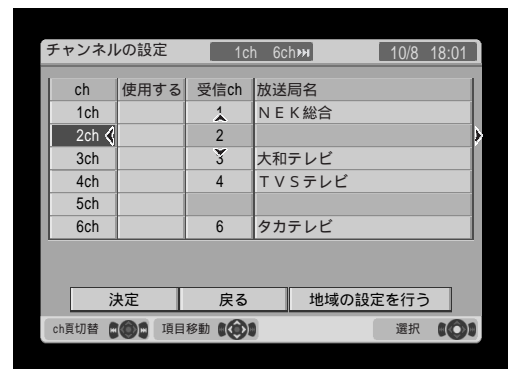 チャンネルの設定 1ch 6ch 10/8 18:01
ch 使用する 受信ch 放送局名
1ch 1 NEK総合
2ch 2
3ch 3 大和テレビ
4ch 4 TVSテレビ
5ch
6ch 6 タカテレビ
決定 戻る 地域の設定を行う
ch頁切替 項目移動 選択